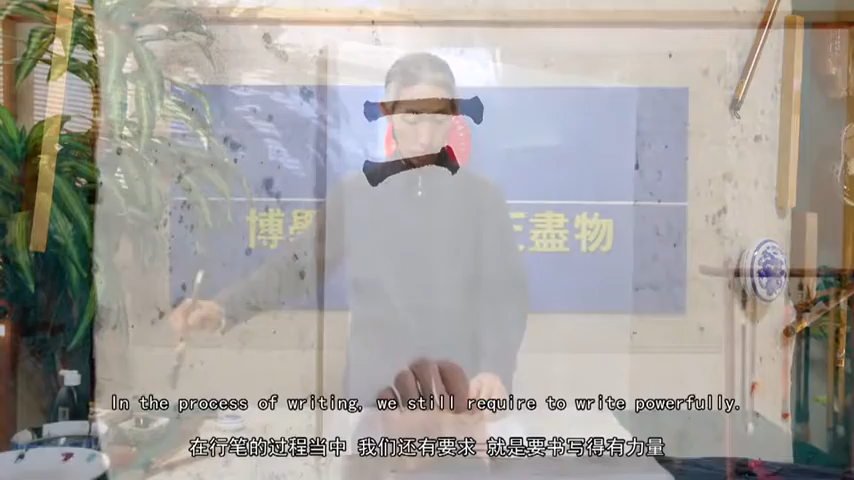 博 盡物
In the process of writing, we still require to write powerfully.
在行笔的过程当中 我们还有要求 就是要书写得有力量